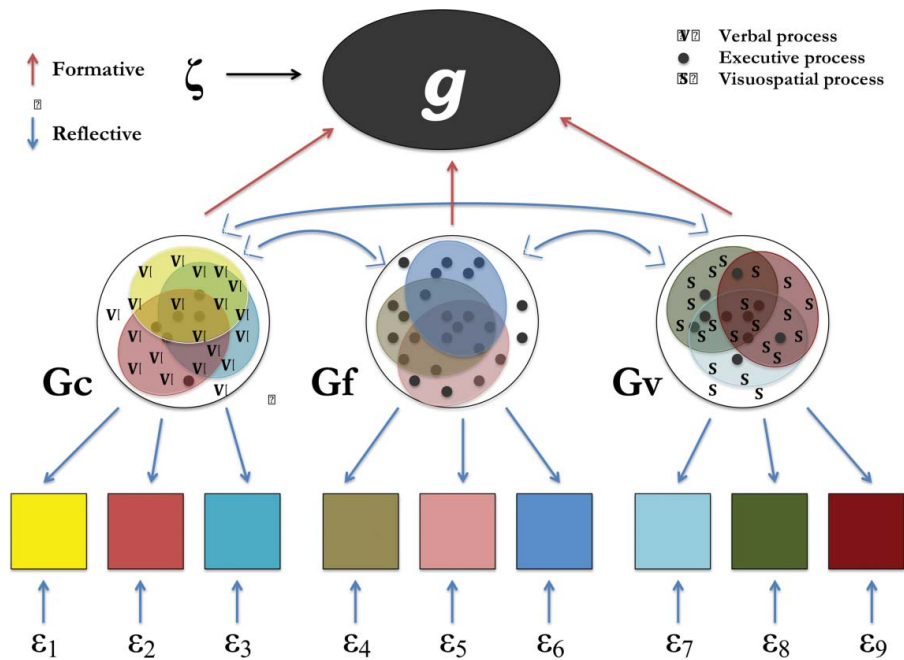 Formative
Reflective
ζ
g
V Verbal process
Executive process
S Visuospatial process
V V V V V V V V V V V V V V V V V
S S S S S S S S S S S S S S S S
Gc
Gf
Gv
ε1 ε2 ε3 ε4 ε5 ε6 ε7 ε8 ε9